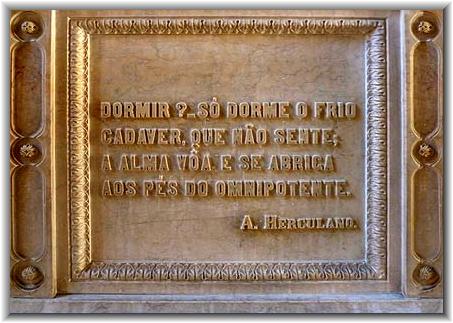 DORMIR ?_SÓ DORME O FRIO
CADAVER, QUE NÃO SENTE;
A ALMA VÔA E SE ABRIGA
AOS PÉS DO OMNIPOTENTE.
A. HERCULANO.